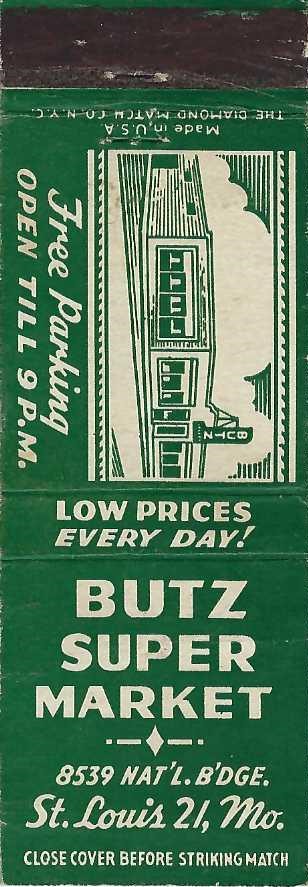 Made in U.S.A
THE DIAMOND MATCH CO. N.Y.C.
Free Parking
OPEN TILL 9 P.M.
BUTZ
LOW PRICES
EVERY DAY!
BUTZ
SUPER
MARKET
8539 NAT'L. B'DGE.
St. Louis 21, Mo.
CLOSE COVER BEFORE STRIKING MATCH